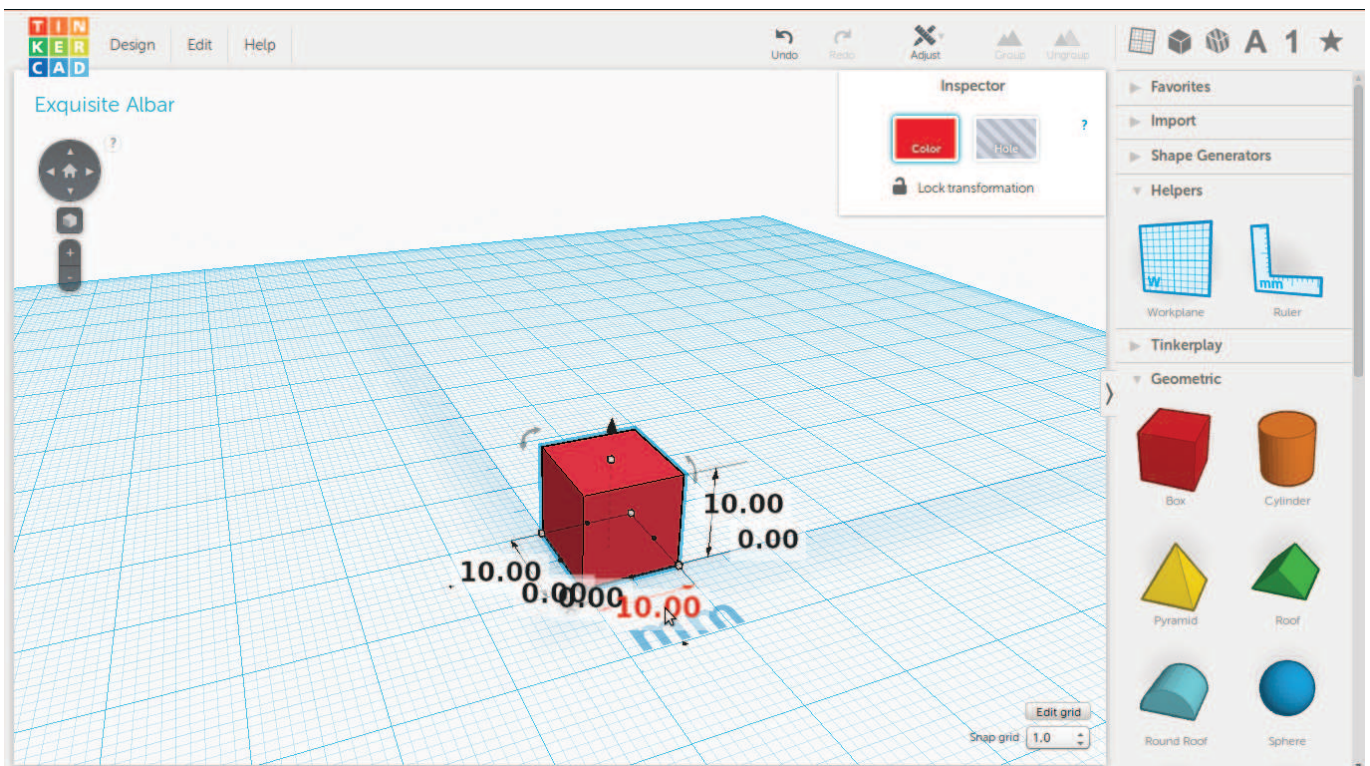 TIN
KER
CAD
Design Edit Help
Undo Redo Adjust Group Ungroup
A 1
Exquisite Albar
?
+
-
Inspector
Color Hole
?
Lock transformation
Favorites
Import
Shape Generators
Helpers
W
mm
Workplane Ruler
Tinkerplay
Geometric
Box Cylinder
Pyramid Roof
Round Roof Sphere
10.00
0.00
10.00
0.00
0.00
10.00
mm
Edit grid
Snap grid 1.0